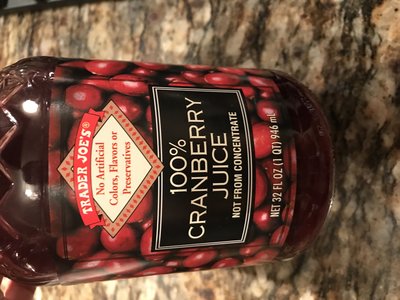 TRADER JOE'S®
No Artificial
Colors, Flavors or
Preservatives
100%
CRANBERRY
JUICE
NOT FROM CONCENTRATE
NET 32 FL OZ (1 QT) 946 mL